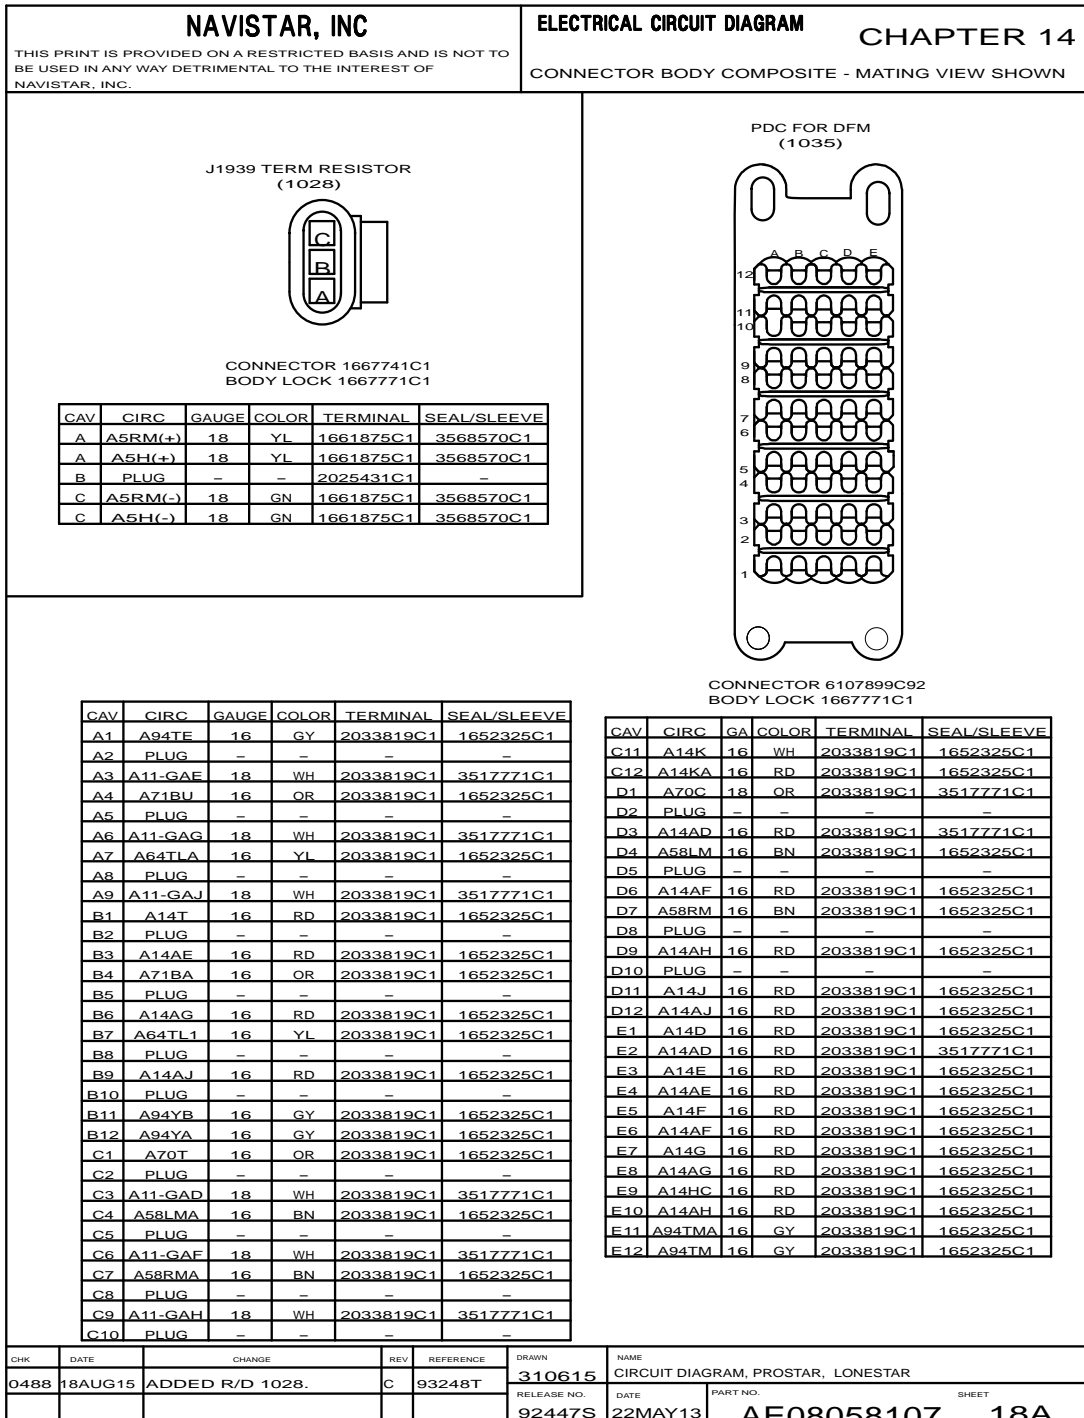 NAVISTAR, INC
THIS PRINT IS PROVIDED ON A RESTRICTED BASIS AND IS NOT TO
BE USED IN ANY WAY DETRIMENTAL TO THE INTEREST OF
NAVISTAR, INC.
ELECTRICAL CIRCUIT DIAGRAM
CHAPTER 14
CONNECTOR BODY COMPOSITE - MATING VIEW SHOWN
J1939 TERM RESISTOR
(1028)
C
B
A
CONNECTOR 1667741C1
BODY LOCK 1667771C1
CAV CIRC GAUGE COLOR TERMINAL SEAL/SLEEVE
A A5RM(+) 18 YL 1661875C1 3568570C1
A A5H(+) 18 YL 1661875C1 3568570C1
B PLUG – – 2025431C1 –
C A5RM(-) 18 GN 1661875C1 3568570C1
C A5H(-) 18 GN 1661875C1 3568570C1
PDC FOR DFM
(1035)
A B C D E
12
11
10
9
8
7
6
5
4
3
2
1
CONNECTOR 6107899C92
BODY LOCK 1667771C1
CAV CIRC GAUGE COLOR TERMINAL SEAL/SLEEVE
A1 A94TE 16 GY 2033819C1 1652325C1
A2 PLUG – – – –
A3 A11-GAE 18 WH 2033819C1 3517771C1
A4 A71BU 16 OR 2033819C1 1652325C1
A5 PLUG – – – –
A6 A11-GAG 18 WH 2033819C1 3517771C1
A7 A64TLA 16 YL 2033819C1 1652325C1
A8 PLUG – – – –
A9 A11-GAJ 18 WH 2033819C1 3517771C1
B1 A14T 16 RD 2033819C1 1652325C1
B2 PLUG – – – –
B3 A14AE 16 RD 2033819C1 1652325C1
B4 A71BA 16 OR 2033819C1 1652325C1
B5 PLUG – – – –
B6 A14AG 16 RD 2033819C1 1652325C1
B7 A64TL1 16 YL 2033819C1 1652325C1
B8 PLUG – – – –
B9 A14AJ 16 RD 2033819C1 1652325C1
B10 PLUG – – – –
B11 A94YB 16 GY 2033819C1 1652325C1
B12 A94YA 16 GY 2033819C1 1652325C1
C1 A70T 16 OR 2033819C1 1652325C1
C2 PLUG – – – –
C3 A11-GAD 18 WH 2033819C1 3517771C1
C4 A58LMA 16 BN 2033819C1 1652325C1
C5 PLUG – – – –
C6 A11-GAF 18 WH 2033819C1 3517771C1
C7 A58RMA 16 BN 2033819C1 1652325C1
C8 PLUG – – – –
C9 A11-GAH 18 WH 2033819C1 3517771C1
C10 PLUG – – – –
CAV CIRC GA COLOR TERMINAL SEAL/SLEEVE
C11 A14K 16 WH 2033819C1 1652325C1
C12 A14KA 16 RD 2033819C1 1652325C1
D1 A70C 18 OR 2033819C1 3517771C1
D2 PLUG – – – –
D3 A14AD 16 RD 2033819C1 3517771C1
D4 A58LM 16 BN 2033819C1 1652325C1
D5 PLUG – – – –
D6 A14AF 16 RD 2033819C1 1652325C1
D7 A58RM 16 BN 2033819C1 1652325C1
D8 PLUG – – – –
D9 A14AH 16 RD 2033819C1 1652325C1
D10 PLUG – – – –
D11 A14J 16 RD 2033819C1 1652325C1
D12 A14AJ 16 RD 2033819C1 1652325C1
E1 A14D 16 RD 2033819C1 1652325C1
E2 A14AD 16 RD 2033819C1 3517771C1
E3 A14E 16 RD 2033819C1 1652325C1
E4 A14AE 16 RD 2033819C1 1652325C1
E5 A14F 16 RD 2033819C1 1652325C1
E6 A14AF 16 RD 2033819C1 1652325C1
E7 A14G 16 RD 2033819C1 1652325C1
E8 A14AG 16 RD 2033819C1 1652325C1
E9 A14HC 16 RD 2033819C1 1652325C1
E10 A14AH 16 RD 2033819C1 1652325C1
E11 A94TMA 16 GY 2033819C1 1652325C1
E12 A94TM 16 GY 2033819C1 1652325C1
CHK DATE CHANGE REV REFERENCE
0488 18AUG15 ADDED R/D 1028. C 93248T
DRAWN
310615
NAME
CIRCUIT DIAGRAM, PROSTAR, LONESTAR
RELEASE NO.
92447S
DATE
22MAY13
PART NO.
AE08058107
SHEET
18A